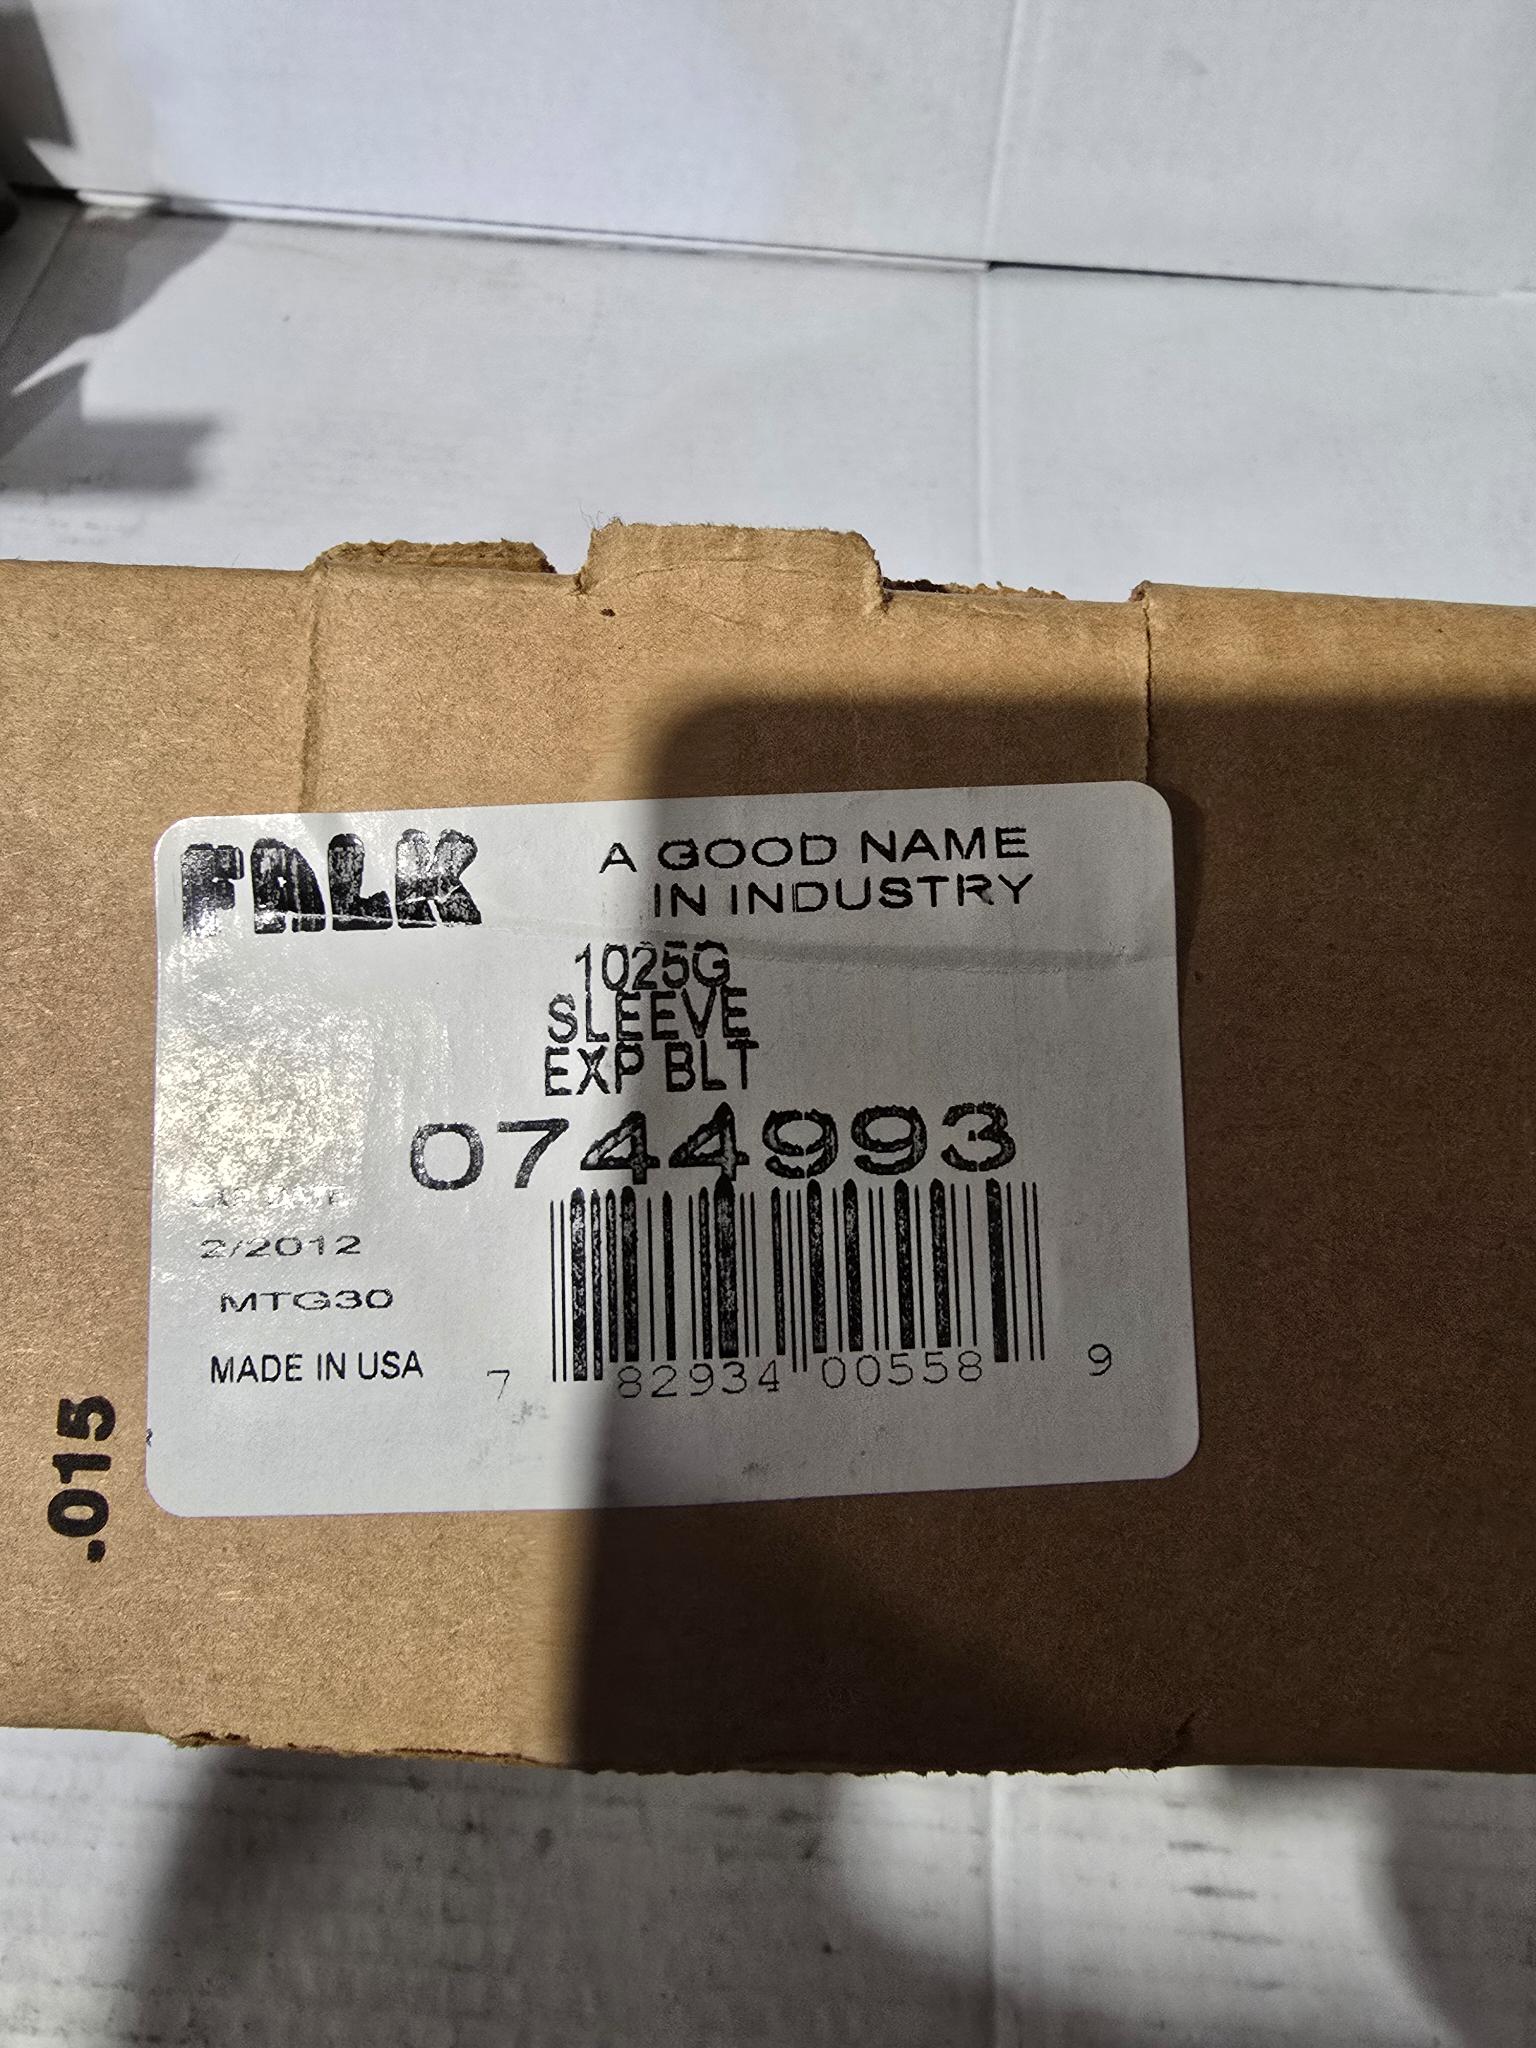 FALK
A GOOD NAME
IN INDUSTRY
1025G
SLEEVE
EXP BLT
0744993
2/2012
MTG30
MADE IN USA
7 82934 00558 9
.015